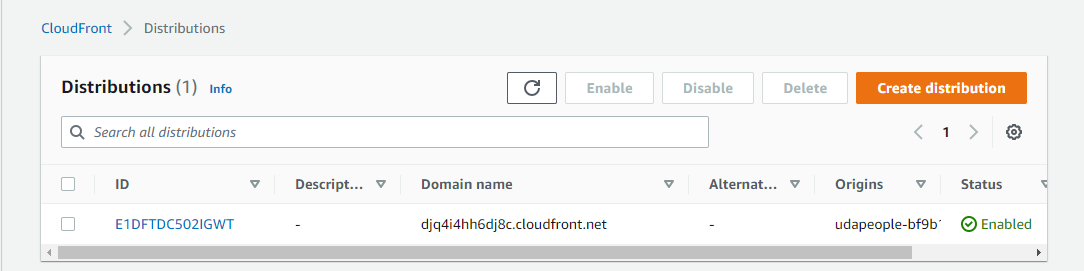 CloudFront > Distributions
Distributions (1) Info Enable Disable Delete Create distribution
Search all distributions 1
ID Descript... Domain name Alternat... Origins Status
E1DFTDC502IGWT - djq4i4hh6dj8c.cloudfront.net - udapeople-bf9b1 Enabled